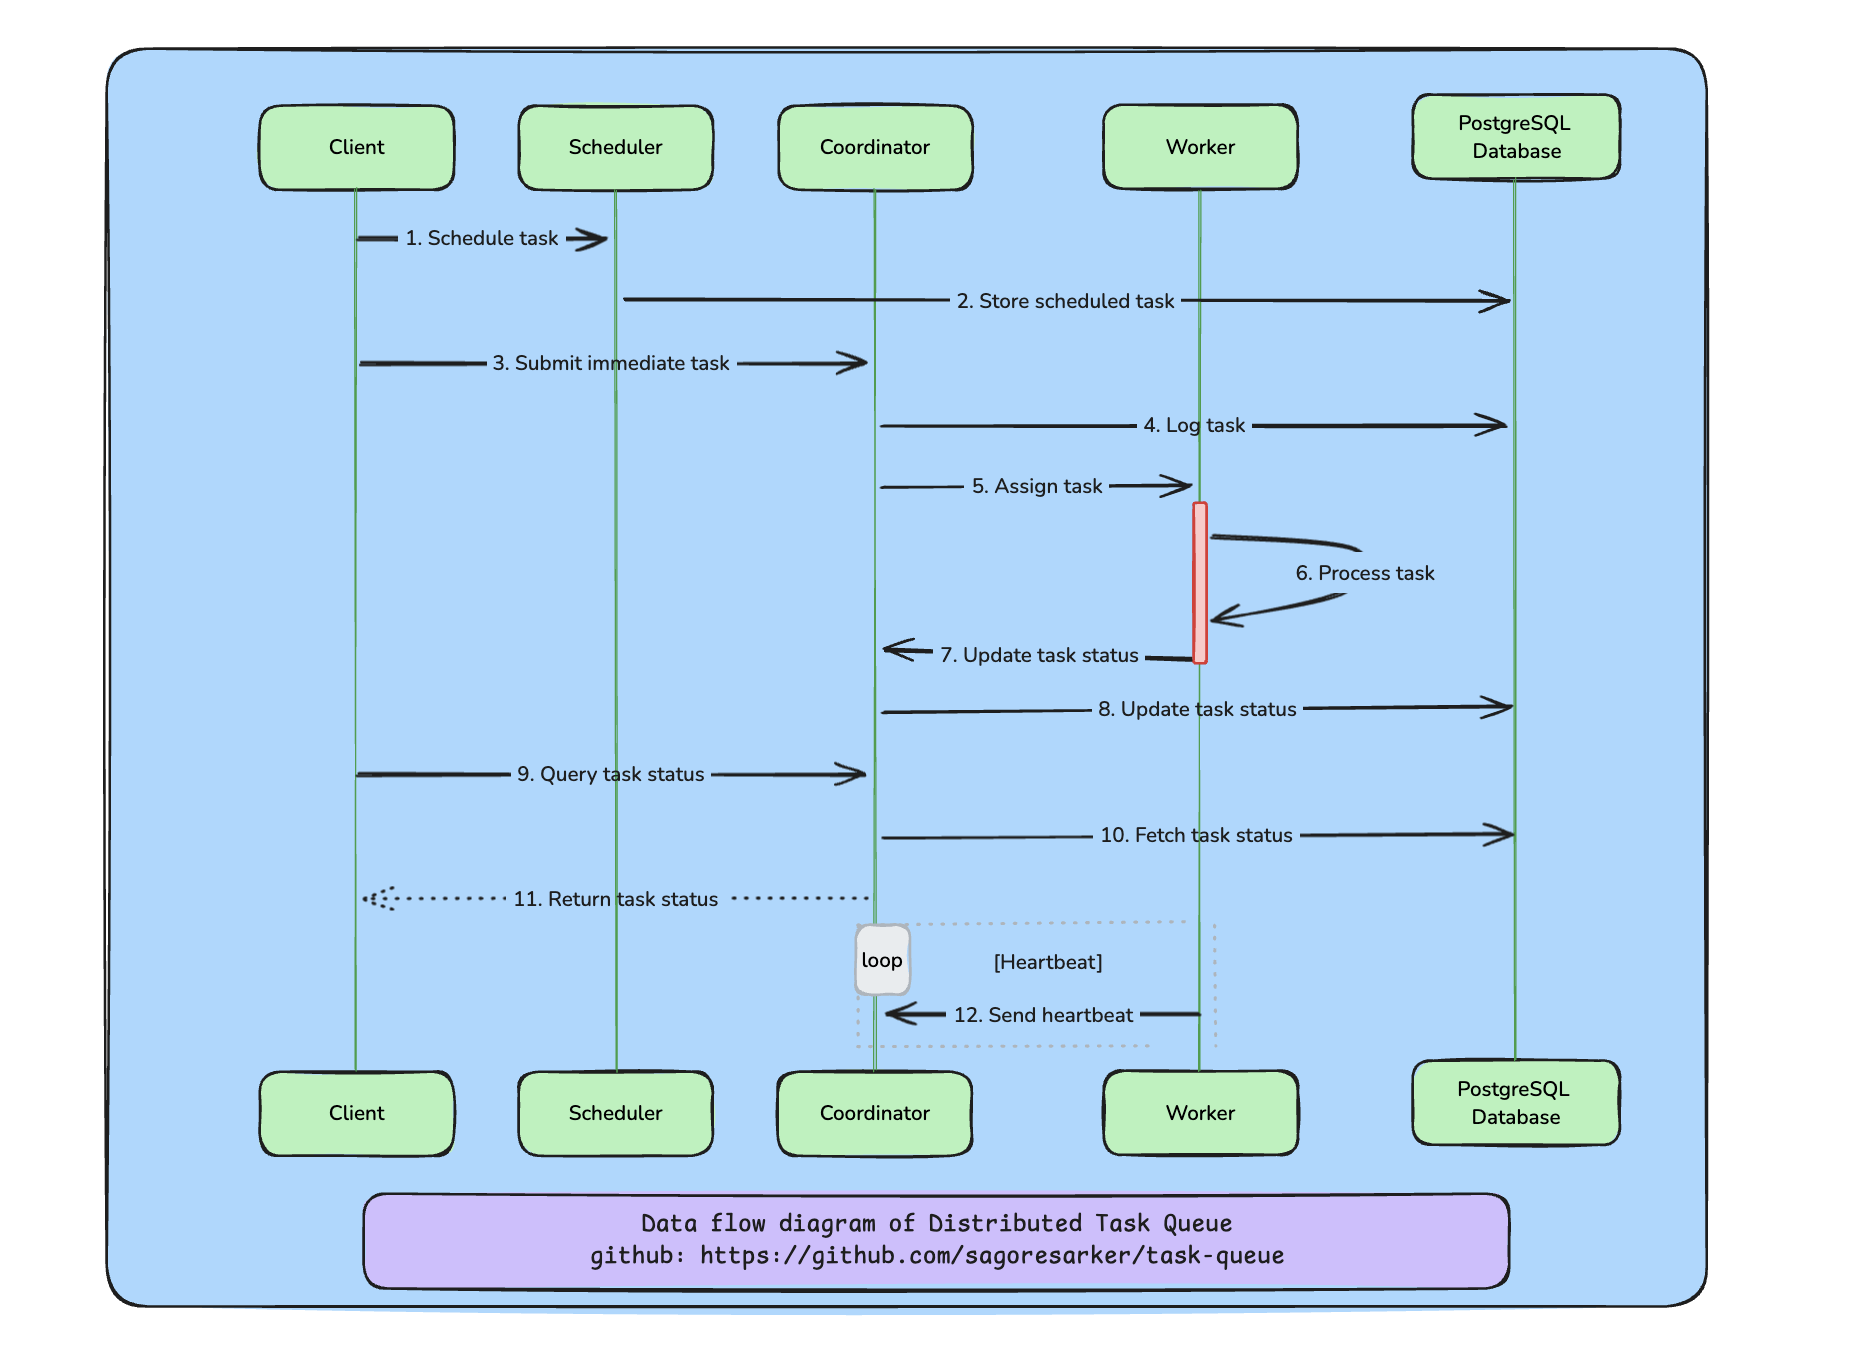 Client
Scheduler
Coordinator
Worker
PostgreSQL
Database
1. Schedule task
2. Store scheduled task
3. Submit immediate task
4. Log task
5. Assign task
6. Process task
7. Update task status
8. Update task status
9. Query task status
10. Fetch task status
11. Return task status
loop
[Heartbeat]
12. Send heartbeat
Client
Scheduler
Coordinator
Worker
PostgreSQL
Database
Data flow diagram of Distributed Task Queue
github: https://github.com/sagoresarker/task-queue